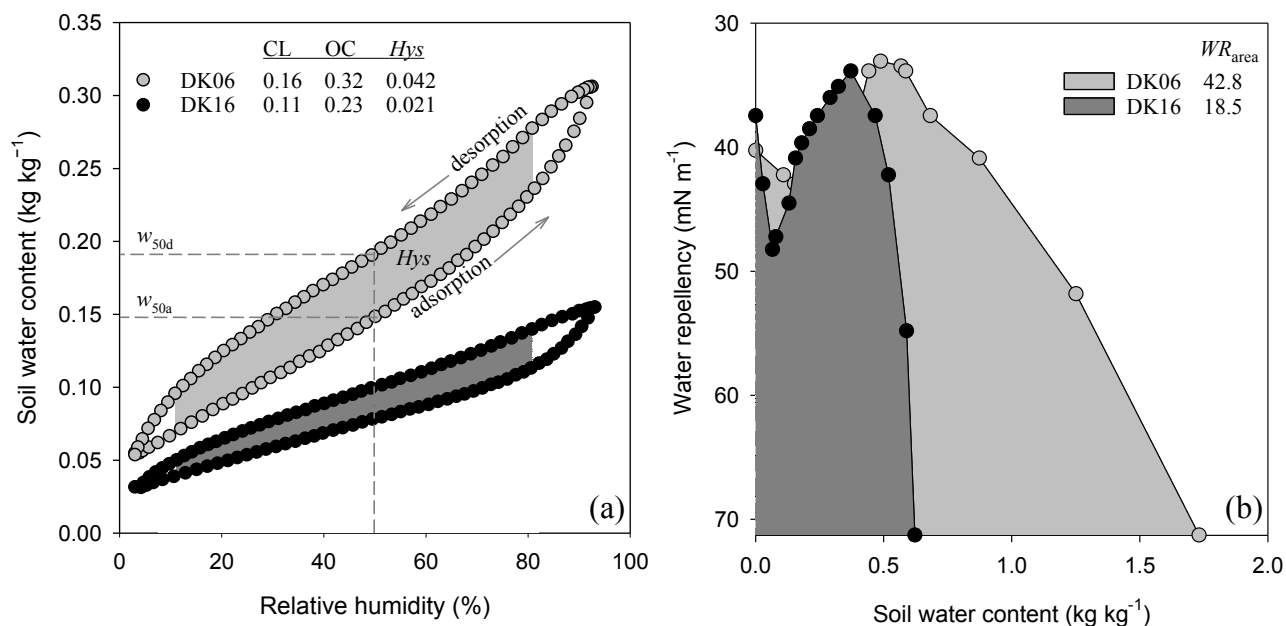 CL OC Hys
DK06 0.16 0.32 0.042
DK16 0.11 0.23 0.021
desorption
Hys
adsorption
w50d
w50a
0.35
0.30
0.25
0.20
0.15
0.10
0.05
0.00
0 20 40 60 80 100
Soil water content (kg kg⁻¹)
Relative humidity (%)
(a)
WRarea
DK06 42.8
DK16 18.5
30
40
50
60
70
0.0 0.5 1.0 1.5 2.0
Water repellency (mN m⁻¹)
Soil water content (kg kg⁻¹)
(b)